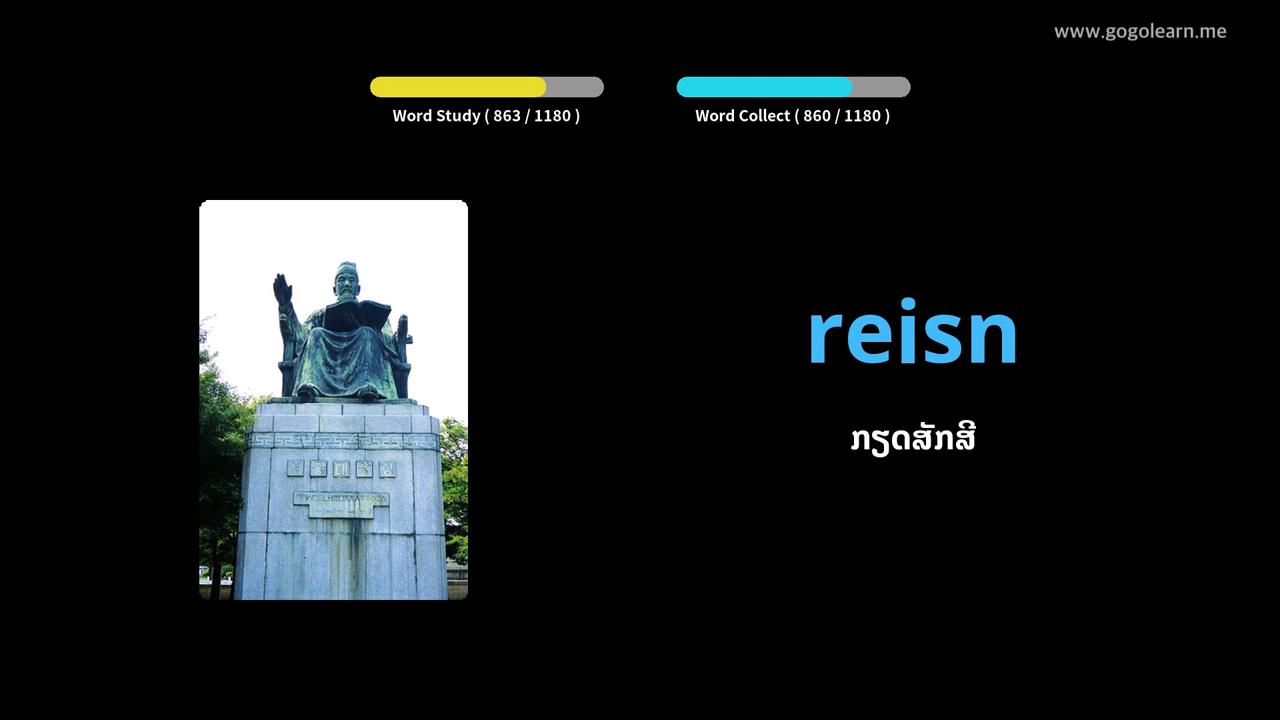 www.gogolearn.me
Word Study ( 863 / 1180 )
Word Collect ( 860 / 1180 )
reisn
ກຽດສັກສີ